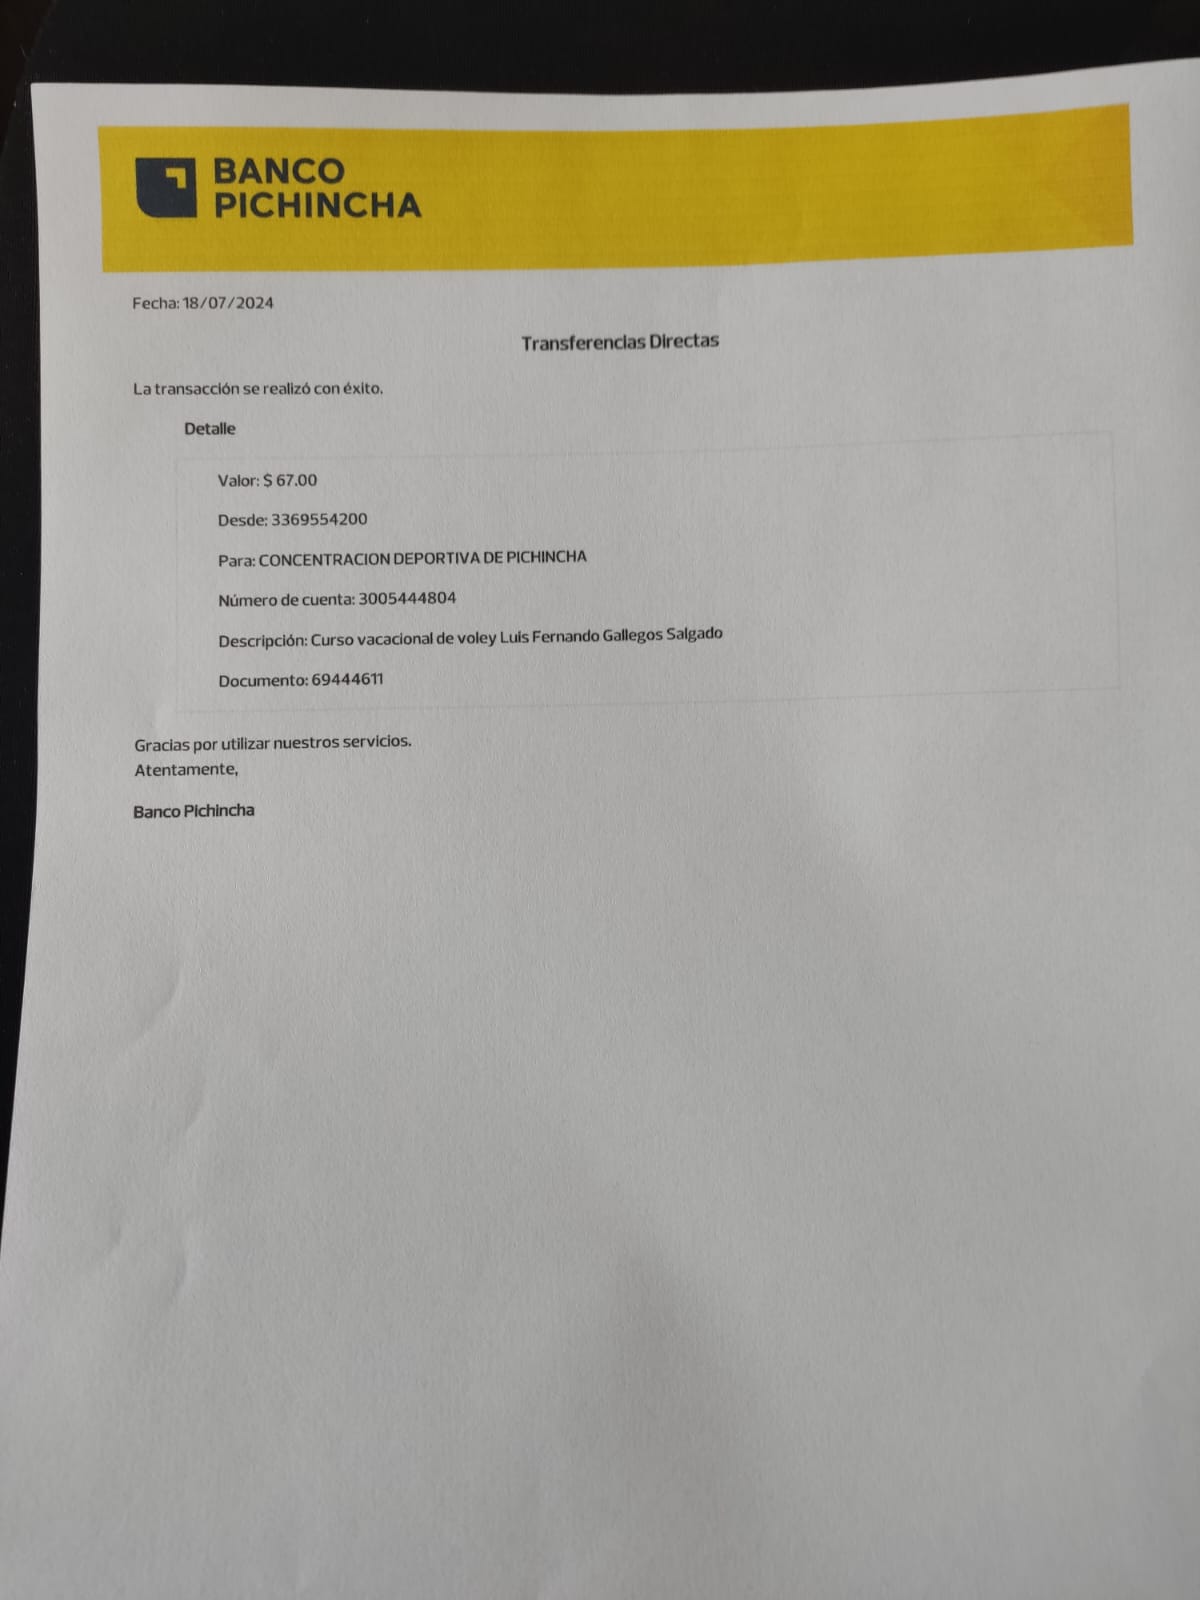 BANCO
PICHINCHA
Fecha: 18/07/2024
Transferencias Directas
La transacción se realizó con éxito.
Detalle
Valor: $ 67.00
Desde: 3369554200
Para: CONCENTRACION DEPORTIVA DE PICHINCHA
Número de cuenta: 3005444804
Descripción: Curso vacacional de voley Luis Fernando Gallegos Salgado
Documento: 69444611
Gracias por utilizar nuestros servicios.
Atentamente,
Banco Pichincha